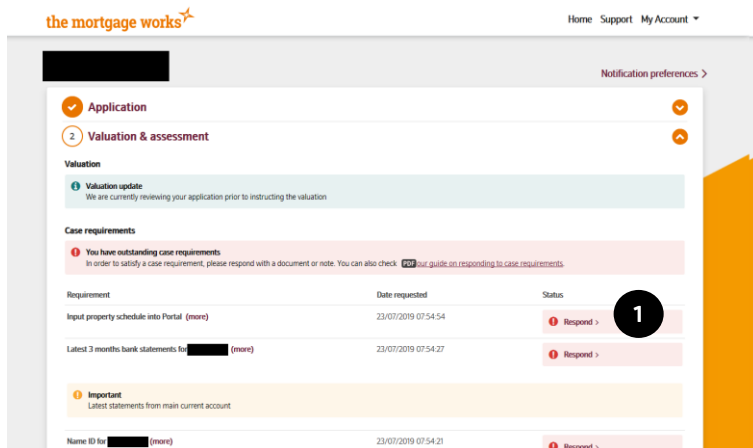 the mortgage works
Home Support My Account
Notification preferences >
Application
2 Valuation & assessment
Valuation
Valuation update
We are currently reviewing your application prior to instructing the valuation
Case requirements
You have outstanding case requirements
In order to satisfy a case requirement, please respond with a document or note. You can also check PDF our guide on responding to case requirements.
Requirement Date requested Status
Input property schedule into Portal (more) 23/07/2019 07:54:54 Respond > 1
Latest 3 months bank statements for (more) 23/07/2019 07:54:27 Respond >
Important
Latest statements from main current account
Name ID for (more) 23/07/2019 07:54:21 Respond >